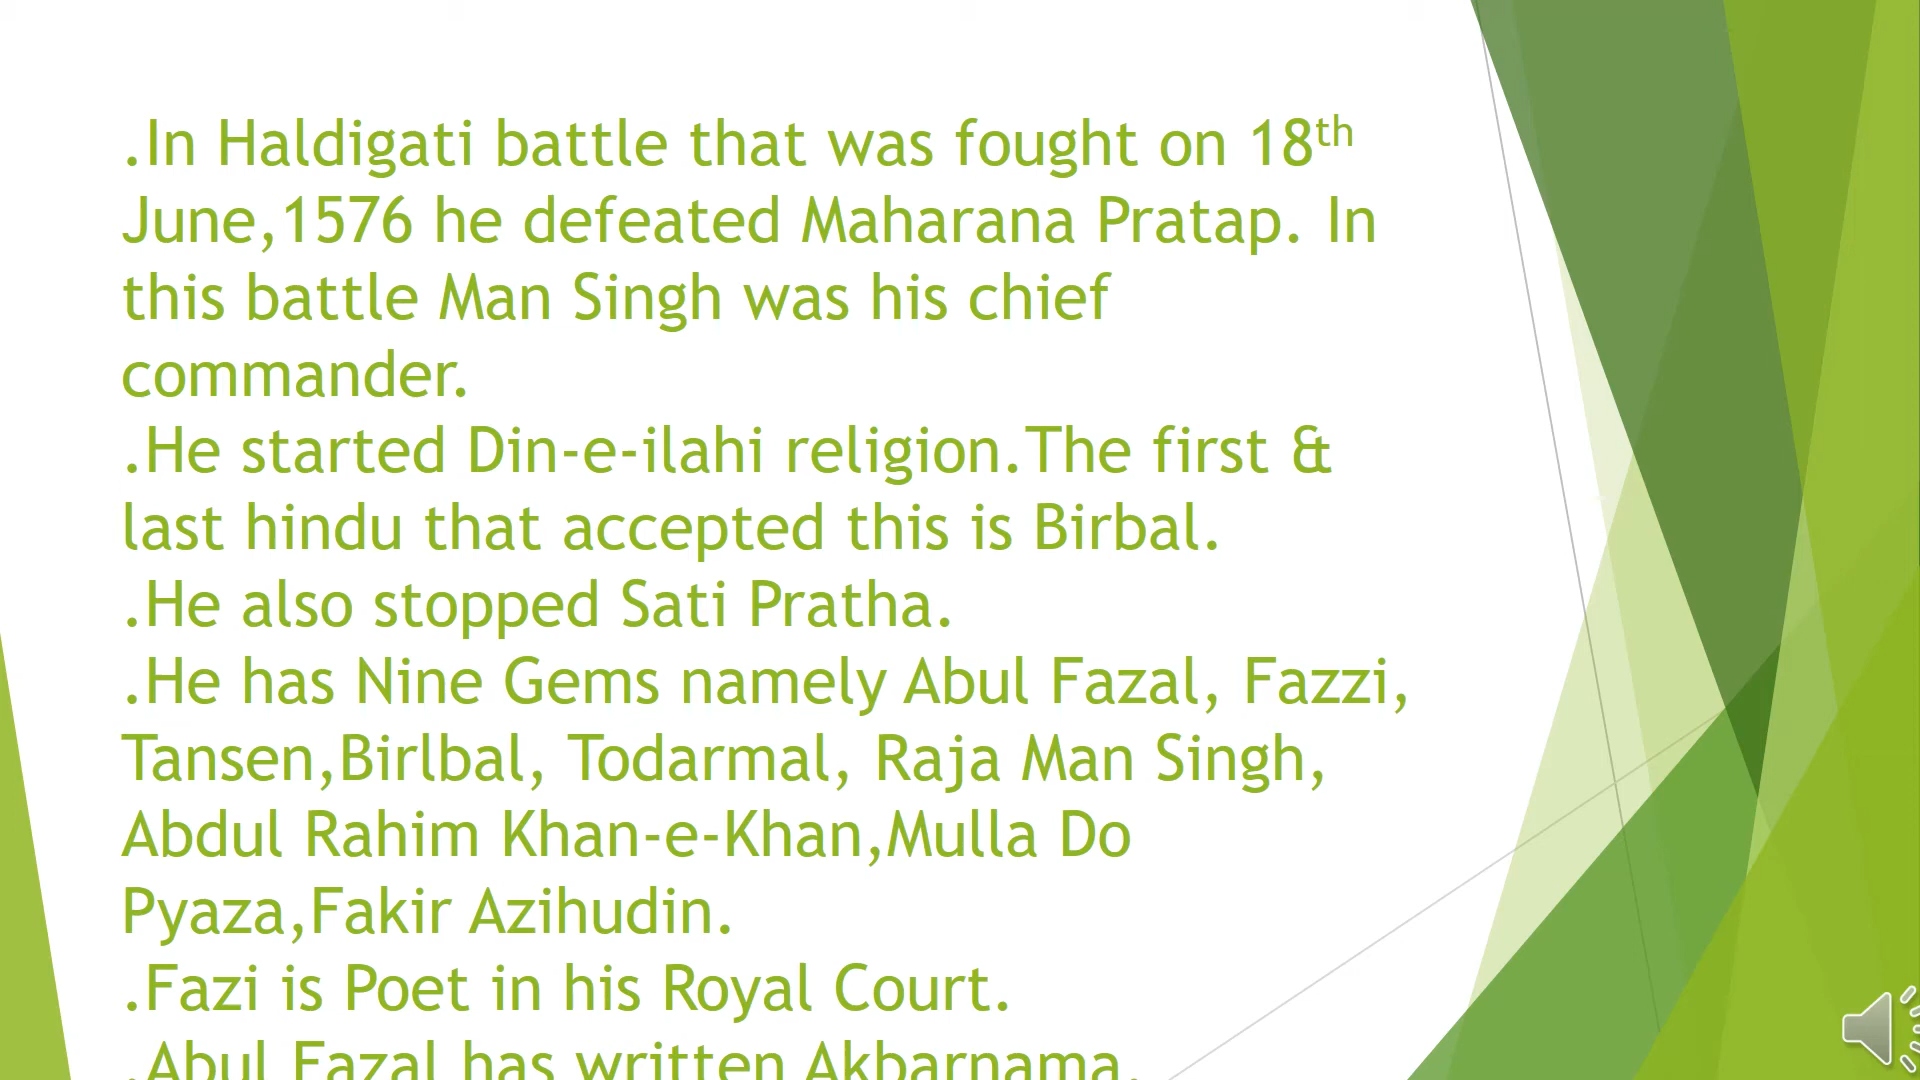 .In Haldigati battle that was fought on 18th
June,1576 he defeated Maharana Pratap. In
this battle Man Singh was his chief
commander.
.He started Din-e-ilahi religion.The first &
last hindu that accepted this is Birbal.
.He also stopped Sati Pratha.
.He has Nine Gems namely Abul Fazal, Fazzi,
Tansen,Birlbal, Todarmal, Raja Man Singh,
Abdul Rahim Khan-e-Khan,Mulla Do
Pyaza,Fakir Azihudin.
.Fazi is Poet in his Royal Court.
.Abul Fazal has written Akbarnama.